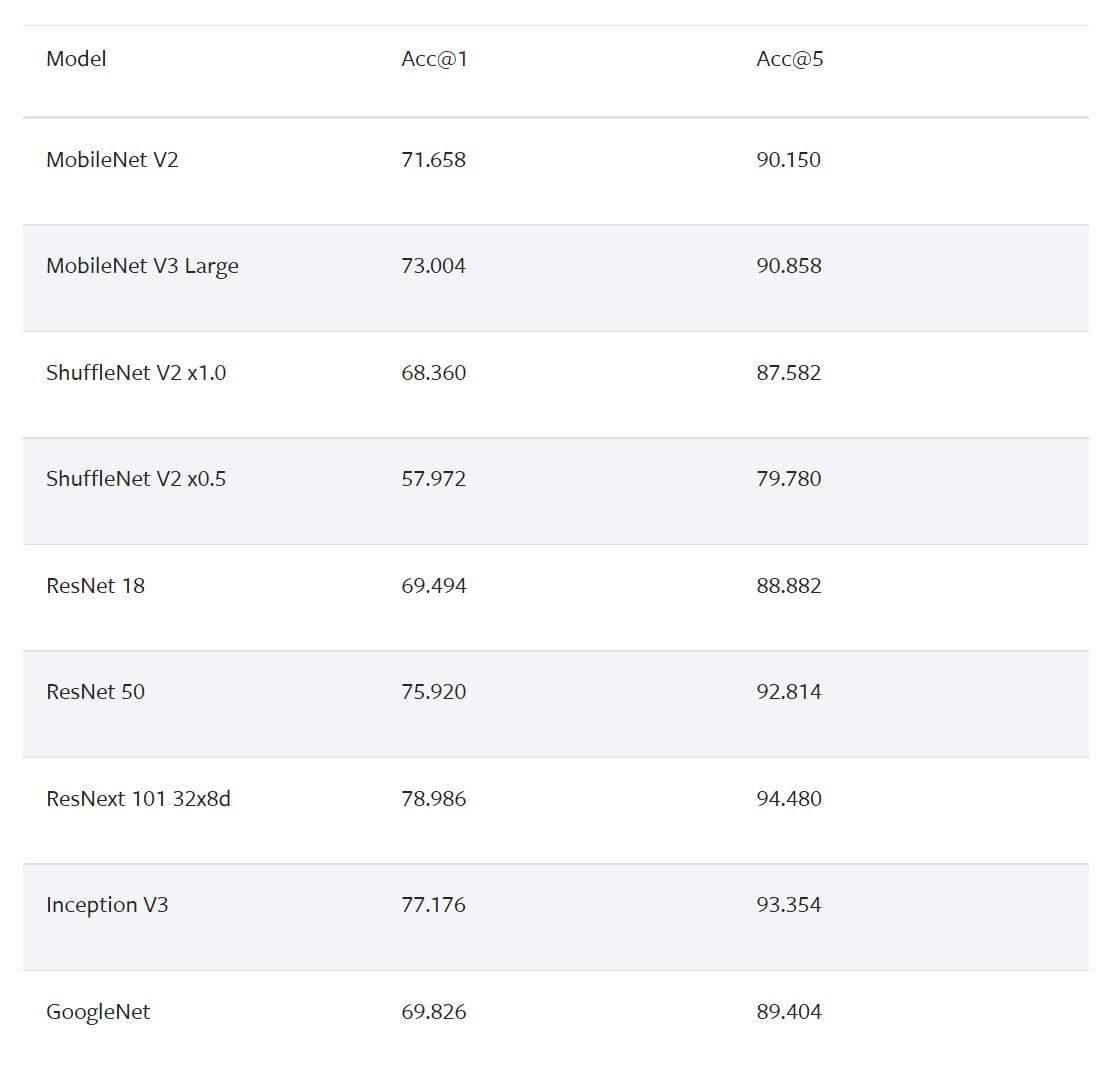 Model Acc@1 Acc@5
MobileNet V2 71.658 90.150
MobileNet V3 Large 73.004 90.858
ShuffleNet V2 x1.0 68.360 87.582
ShuffleNet V2 x0.5 57.972 79.780
ResNet 18 69.494 88.882
ResNet 50 75.920 92.814
ResNext 101 32x8d 78.986 94.480
Inception V3 77.176 93.354
GoogleNet 69.826 89.404